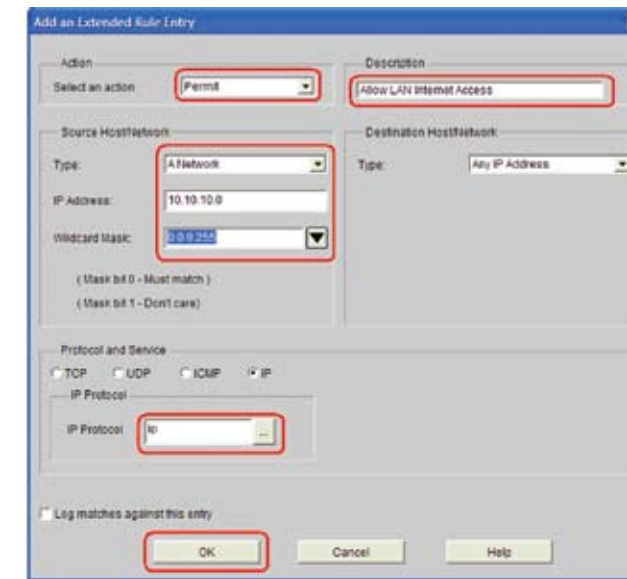 Add an Extended Rule Entry
Action
Select an action
Permit
Description
Allow LAN Internet Access
Source Host/Network
Type:
A Network
IP Address:
10.10.10.0
Wildcard Mask:
0.0.0.255
( Mask bit 0 - Must match )
( Mask bit 1 - Don't care)
Destination Host/Network
Type:
Any IP Address
Protocol and Service
TCP UDP ICMP IP
IP Protocol
IP Protocol
ip
...
Log matches against this entry
OK Cancel Help